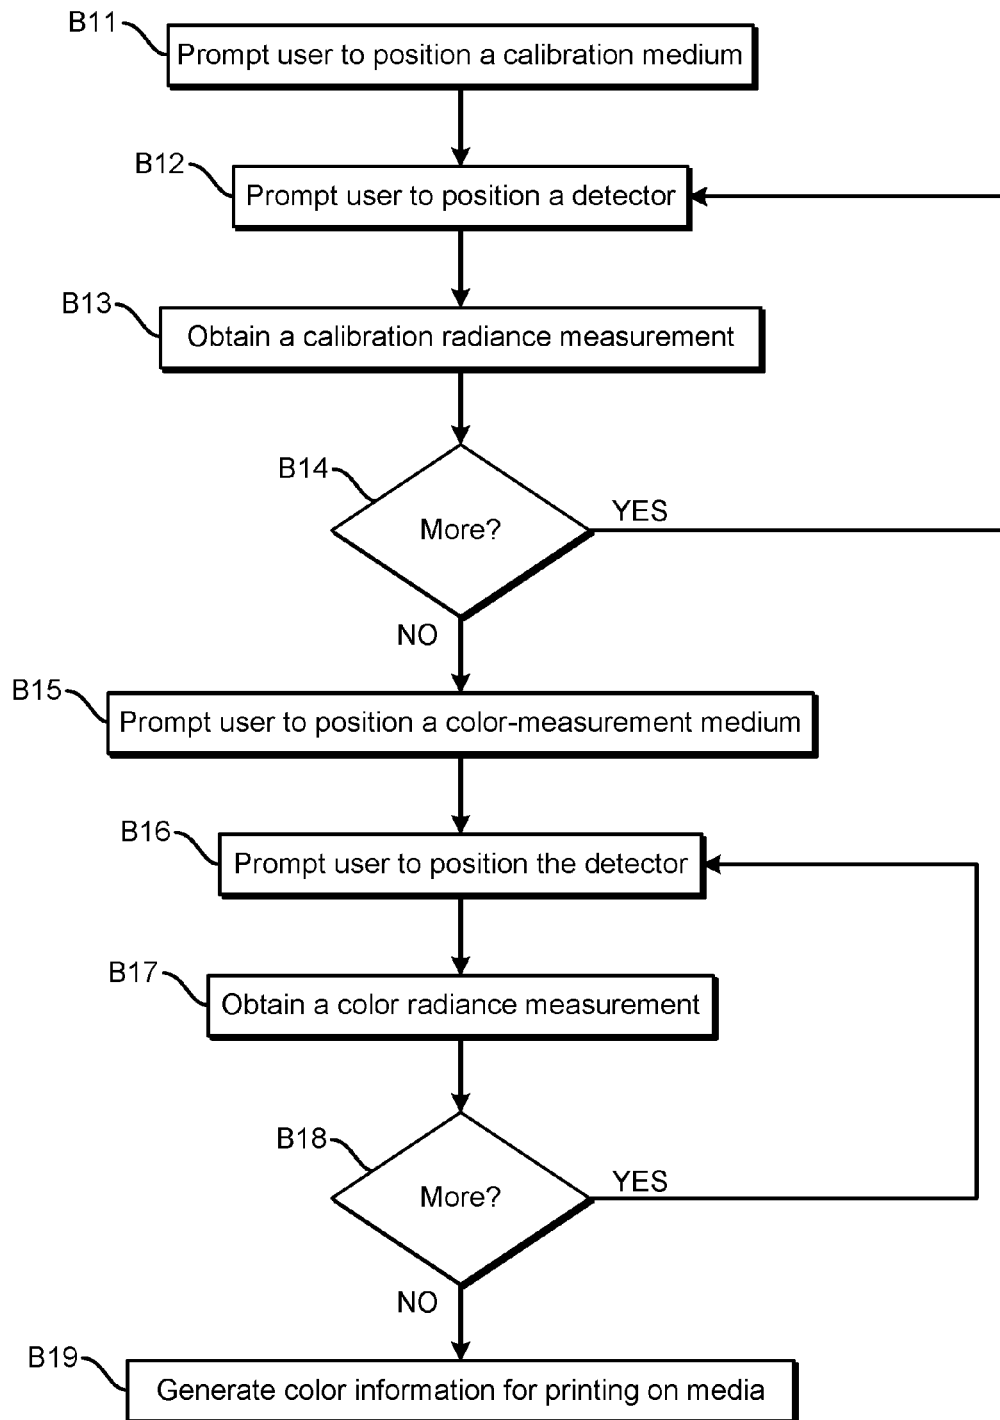 B11
Prompt user to position a calibration medium
B12
Prompt user to position a detector
B13
Obtain a calibration radiance measurement
B14
More?
YES
NO
B15
Prompt user to position a color-measurement medium
B16
Prompt user to position the detector
B17
Obtain a color radiance measurement
B18
More?
YES
NO
B19
Generate color information for printing on media